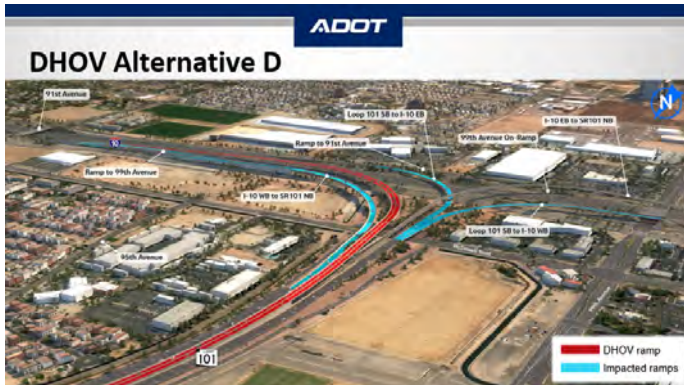 ADOT
DHOV Alternative D
N
91st Avenue
Loop 101 SB to I-10 EB
I-10 EB to SR101 NB
10
Ramp to 91st Avenue
99th Avenue On-Ramp
Ramp to 99th Avenue
I-10 WB to SR101 NB
Loop 101 SB to I-10 WB
95th Avenue
101
DHOV ramp
Impacted ramps